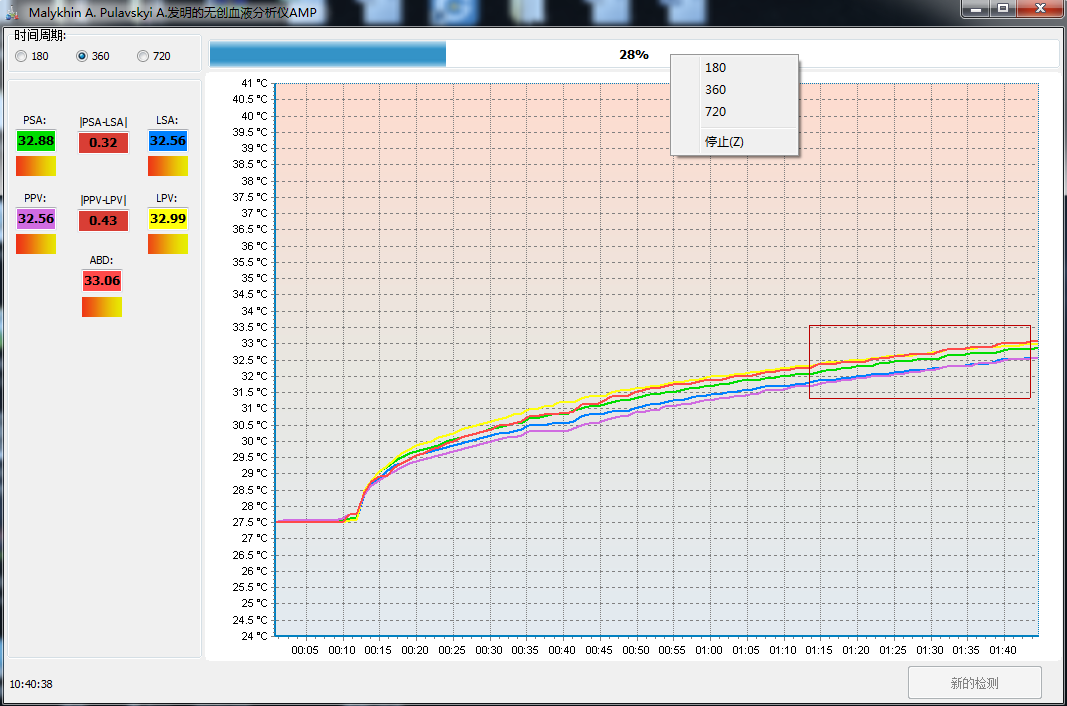 Malykhin A. Pulavskyi A.发明的无创血液分析仪AMP
时间周期:
180 360 720
28%
180
360
720
停止(Z)
PSA: |PSA-LSA| LSA:
32.88 0.32 32.56
PPV: |PPV-LPV| LPV:
32.56 0.43 32.99
ABD:
33.06
41 °C
40.5 °C
40 °C
39.5 °C
39 °C
38.5 °C
38 °C
37.5 °C
37 °C
36.5 °C
36 °C
35.5 °C
35 °C
34.5 °C
34 °C
33.5 °C
33 °C
32.5 °C
32 °C
31.5 °C
31 °C
30.5 °C
30 °C
29.5 °C
29 °C
28.5 °C
28 °C
27.5 °C
27 °C
26.5 °C
26 °C
25.5 °C
25 °C
24.5 °C
24 °C
00:05 00:10 00:15 00:20 00:25 00:30 00:35 00:40 00:45 00:50 00:55 01:00 01:05 01:10 01:15 01:20 01:25 01:30 01:35 01:40
10:40:38
新的检测